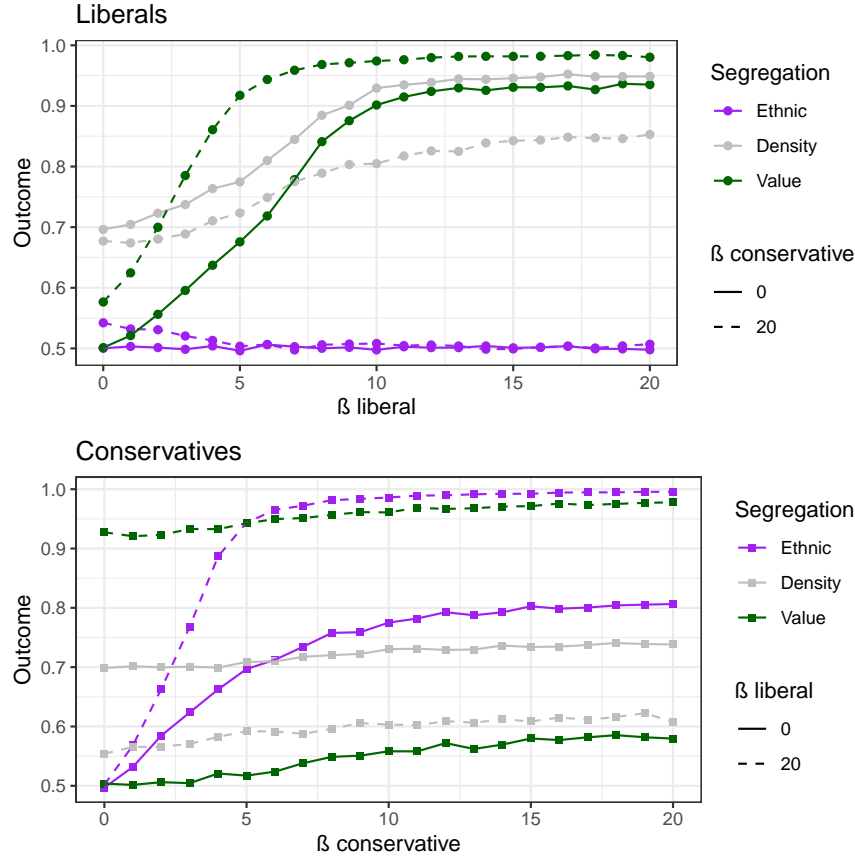 Liberals
1.0
0.9
0.8
0.7
0.6
0.5
Outcome
0
5
10
15
20
ß liberal
Segregation
Ethnic
Density
Value
ß conservative
0
20
Conservatives
1.0
0.9
0.8
0.7
0.6
0.5
Outcome
0
5
10
15
20
ß conservative
Segregation
Ethnic
Density
Value
ß liberal
0
20